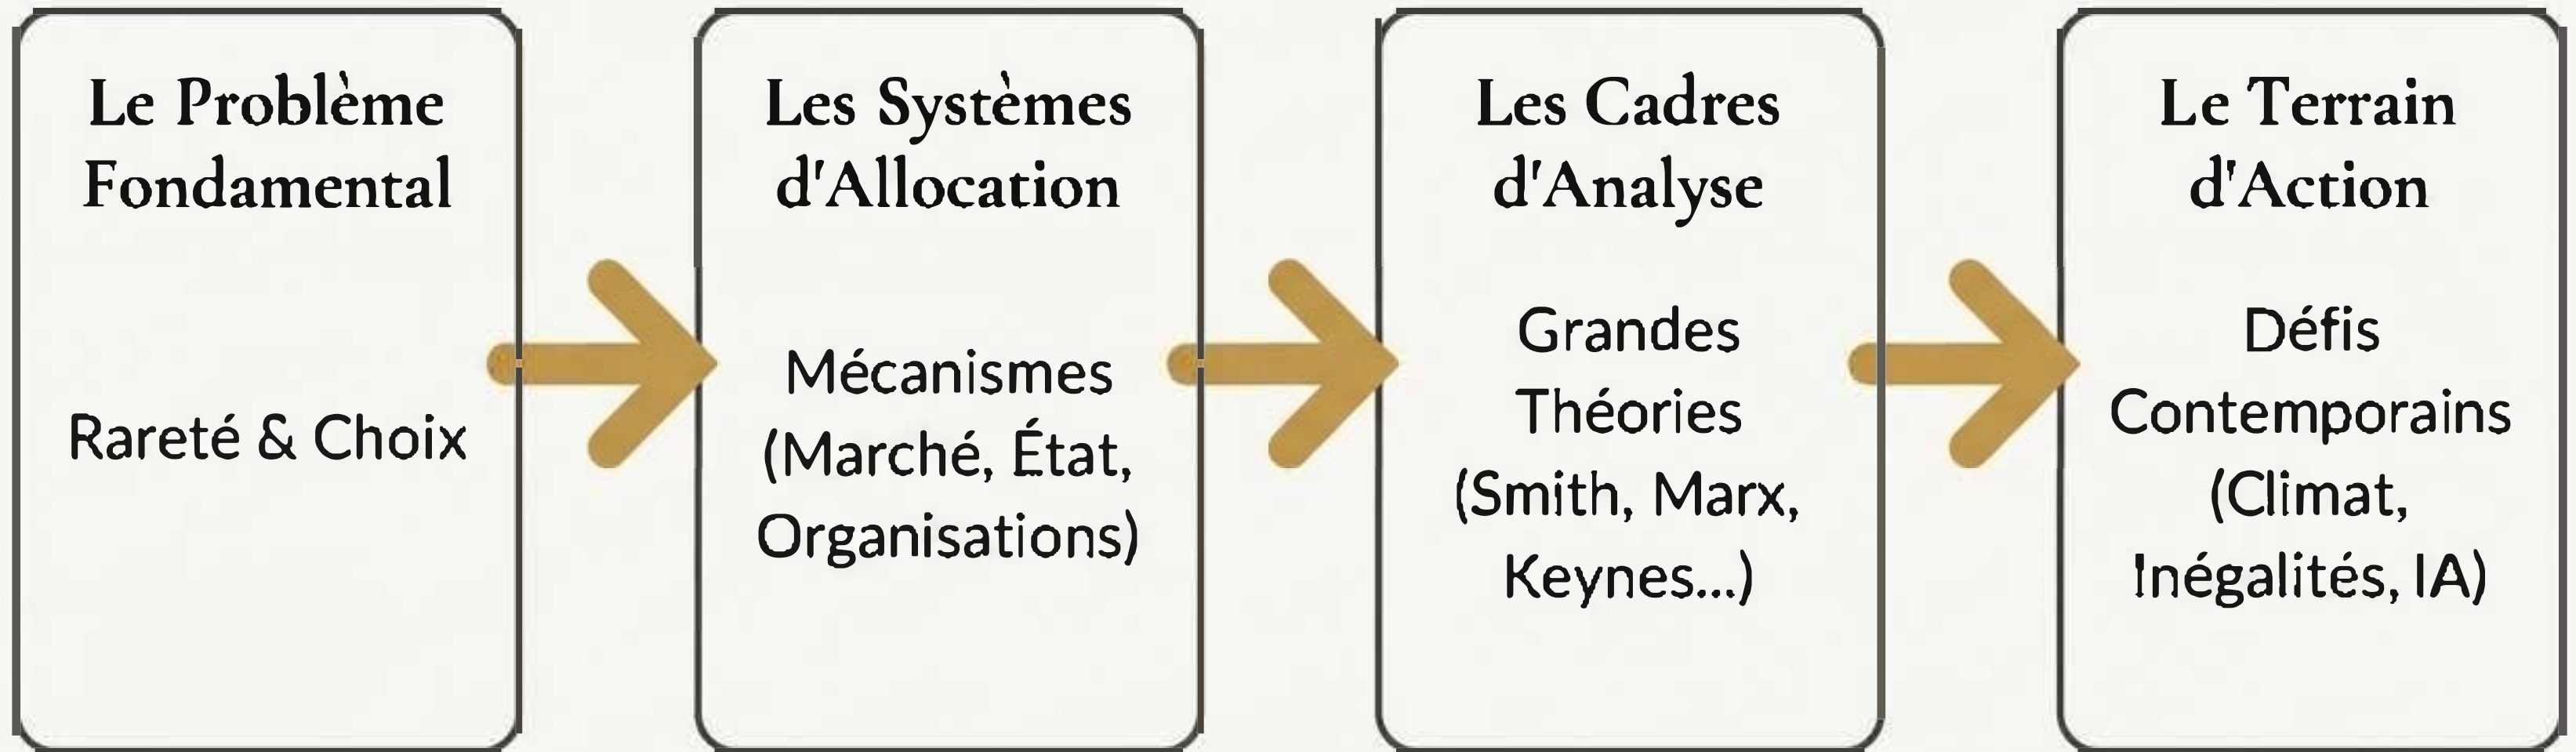 Le Problème
Fondamental
Rareté & Choix
Les Systèmes
d'Allocation
Mécanismes
(Marché, État,
Organisations)
Les Cadres
d'Analyse
Grandes
Théories
(Smith, Marx,
Keynes...)
Le Terrain
d'Action
Défis
Contemporains
(Climat,
Inégalités, IA)